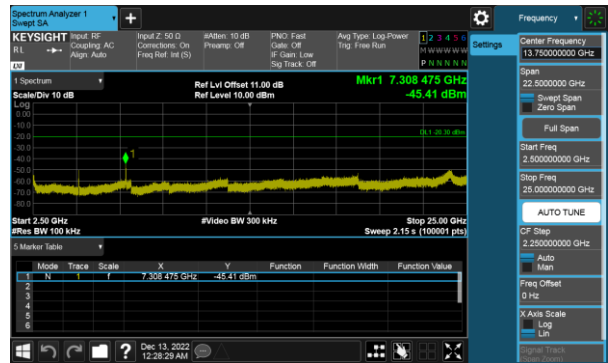 Spectrum Analyzer 1
Swept SA
+
Frequency
KEYSIGHT
RL
Input: RF
Coupling: AC
Align: Auto
Input Z: 50 Ω
Corrections: On
Freq Ref: Int (S)
#Atten: 10 dB
Preamp: Off
PNO: Fast
Gate: Off
IF Gain: Low
Sig Track: Off
Avg Type: Log-Power
Trig: Free Run
1 2 3 4 5 6
M W W W W W
P N N N N N
LXI
1 Spectrum
Scale/Div 10 dB
Ref Lvl Offset 11.00 dB
Ref Level 10.00 dBm
Mkr1 7.308 475 GHz
-45.41 dBm
Log
0.00
-10.0
-20.0
-30.0
-40.0
-50.0
-60.0
-70.0
-80.0
DL1 -20.30 dBm
1
Start 2.50 GHz
#Res BW 100 kHz
#Video BW 300 kHz
Stop 25.00 GHz
Sweep 2.15 s (100001 pts)
5 Marker Table
Mode Trace Scale X Y Function Function Width Function Value
1 N 1 f 7.308 475 GHz -45.41 dBm
2
3
4
5
6
Dec 13, 2022
12:28:29 AM
Settings
Center Frequency
13.750000000 GHz
Span
22.5000000 GHz
Swept Span
Zero Span
Full Span
Start Freq
2.500000000 GHz
Stop Freq
25.000000000 GHz
AUTO TUNE
CF Step
2.250000000 GHz
Auto
Man
Freq Offset
0 Hz
X Axis Scale
Log
Lin
Signal Track
(Span Zoom)